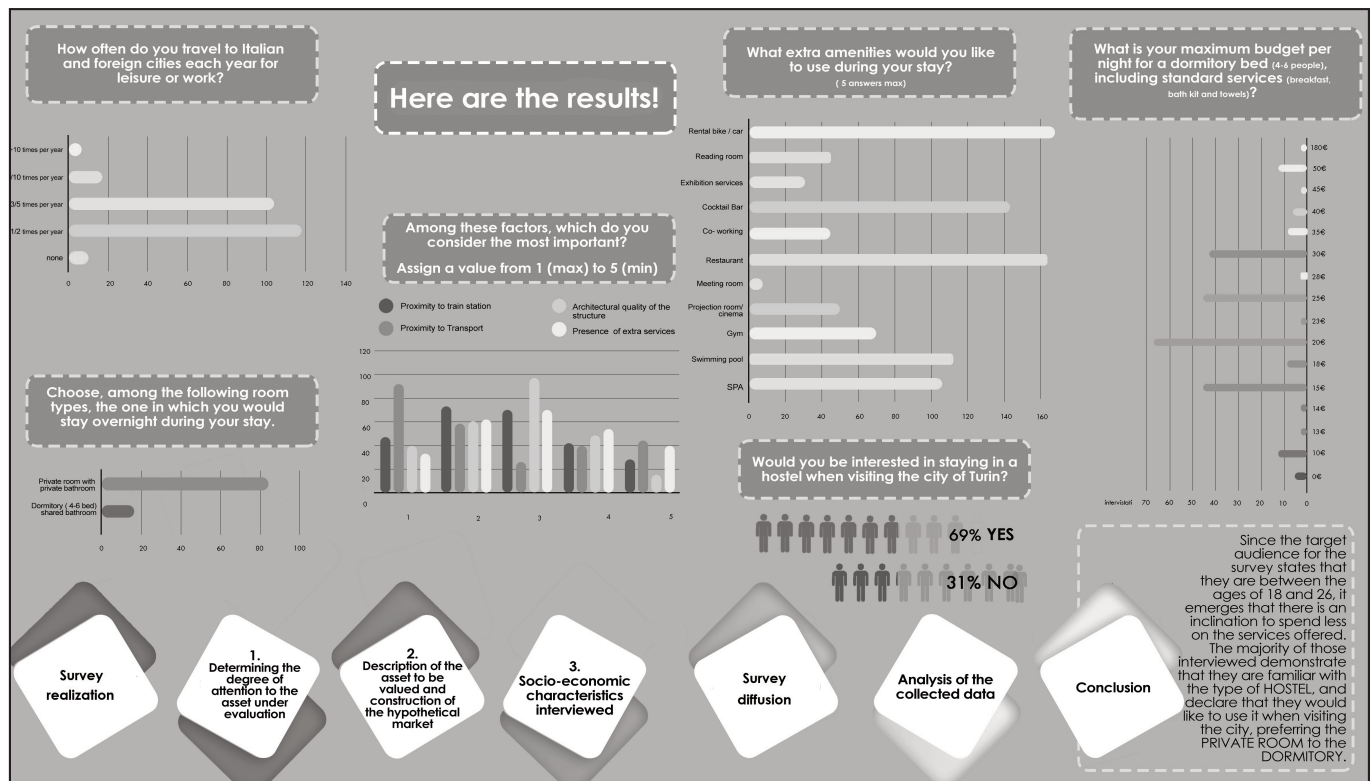 How often do you travel to Italian
and foreign cities each year for
leisure or work?
10 times per year
/10 times per year
3/5 times per year
1/2 times per year
none
0 20 40 60 80 100 120 140
Here are the results!
Among these factors, which do you
consider the most important?
Assign a value from 1 (max) to 5 (min)
Proximity to train station
Proximity to Transport
Architectural quality of the
structure
Presence of extra services
120
100
80
60
40
20
0
1 2 3 4 5
Choose, among the following room
types, the one in which you would
stay overnight during your stay.
Private room with
private bathroom
Dormitory ( 4-6 bed)
shared bathroom
0 20 40 60 80 100
What extra amenities would you like
to use during your stay?
( 5 answers max)
Rental bike / car
Reading room
Exhibition services
Cocktail Bar
Co- working
Restaurant
Meeting room
Projection room/
cinema
Gym
Swimming pool
SPA
0 20 40 60 80 100 120 140 160
Would you be interested in staying in a
hostel when visiting the city of Turin?
69% YES
31% NO
What is your maximum budget per
night for a dormitory bed (4-6 people),
including standard services (breakfast,
bath kit and towels)?
180€
50€
45€
40€
35€
30€
28€
25€
23€
20€
18€
15€
14€
13€
10€
0€
intervistati 70 60 50 40 30 20 10 0
Survey
realization
1.
Determining the
degree of
attention to the
asset under
evaluation
2.
Description of the
asset to be
valued and
construction of
the hypothetical
market
3.
Socio-economic
characteristics
interviewed
Survey
diffusion
Analysis of the
collected data
Conclusion
Since the target
audience for the
survey states that
they are between the
ages of 18 and 26, it
emerges that there is an
inclination to spend less
on the services offered.
The majority of those
interviewed demonstrate
that they are familiar with
the type of HOSTEL, and
declare that they would
like to use it when visiting
the city, preferring the
PRIVATE ROOM to the
DORMITORY.